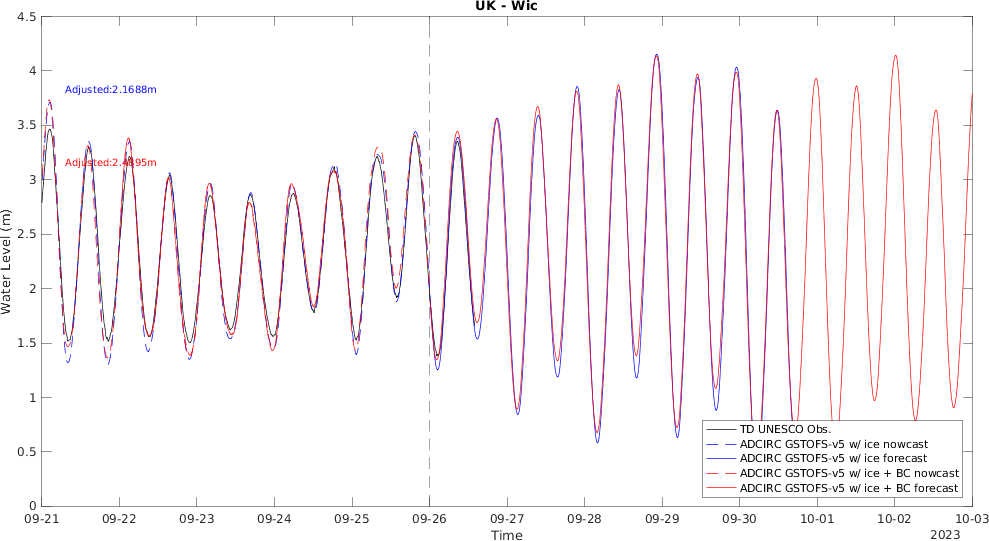 UK - Wic
4.5
4
3.5
3
2.5
2
1.5
1
0.5
0
Water Level (m)
Adjusted:2.1688m
Adjusted:2.4895m
TD UNESCO Obs.
ADCIRC GSTOFS-v5 w/ ice nowcast
ADCIRC GSTOFS-v5 w/ ice forecast
ADCIRC GSTOFS-v5 w/ ice + BC nowcast
ADCIRC GSTOFS-v5 w/ ice + BC forecast
09-21 09-22 09-23 09-24 09-25 09-26 09-27 09-28 09-29 09-30 10-01 10-02 10-03
Time
2023